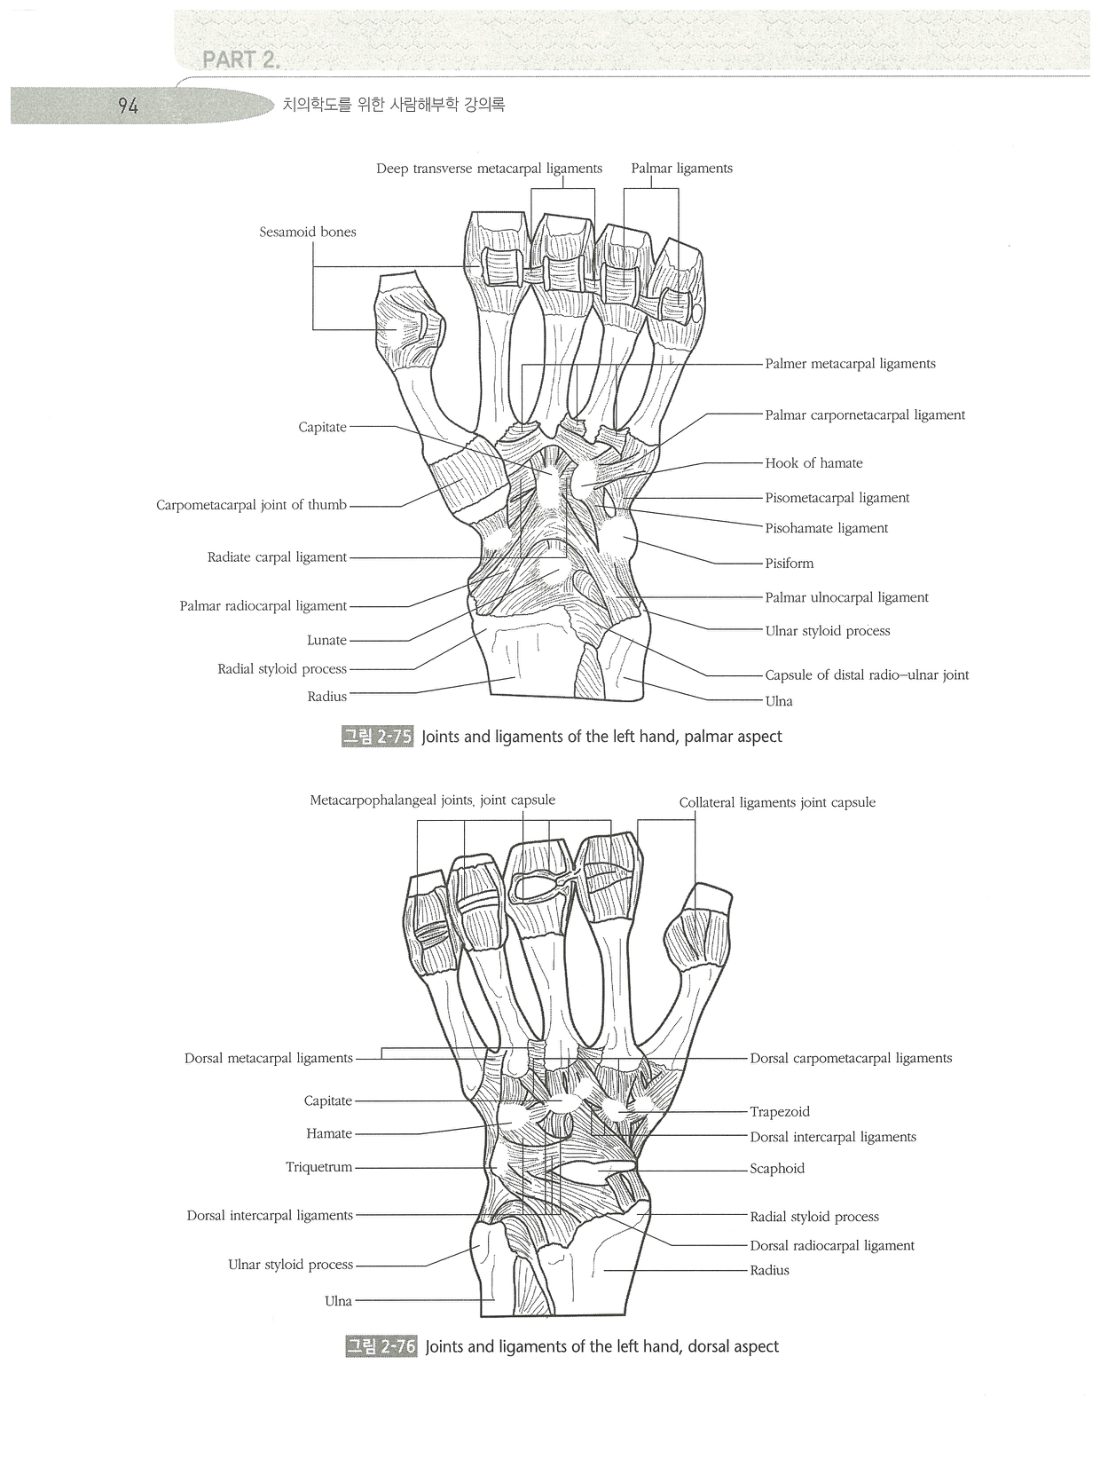 PART 2.
94
치의학도를 위한 사람해부학 강의록
Deep transverse metacarpal ligaments
Palmar ligaments
Sesamoid bones
Palmer metacarpal ligaments
Palmar carpornetacarpal ligament
Capitate
Hook of hamate
Pisometacarpal ligament
Carpometacarpal joint of thumb
Pisohamate ligament
Radiate carpal ligament
Pisiform
Palmar radiocarpal ligament
Palmar ulnocarpal ligament
Lunate
Ulnar styloid process
Radial styloid process
Capsule of distal radio-ulnar joint
Radius
Ulna
그림 2-75 Joints and ligaments of the left hand, palmar aspect
Metacarpophalangeal joints, joint capsule
Collateral ligaments joint capsule
Dorsal metacarpal ligaments
Dorsal carpometacarpal ligaments
Capitate
Trapezoid
Hamate
Dorsal intercarpal ligaments
Triquetrum
Scaphoid
Dorsal intercarpal ligaments
Radial styloid process
Dorsal radiocarpal ligament
Ulnar styloid process
Radius
Ulna
그림 2-76 Joints and ligaments of the left hand, dorsal aspect